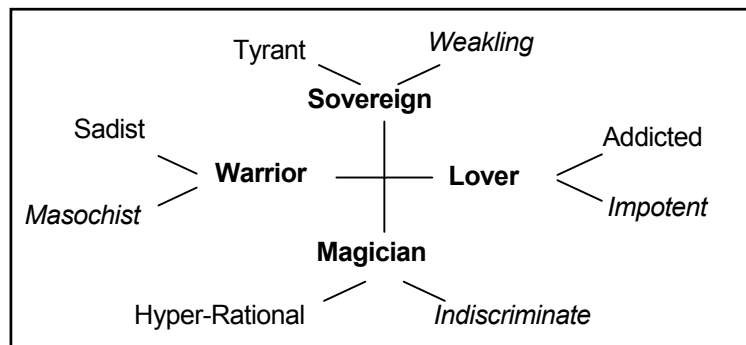 Tyrant
Weakling
Sovereign
Sadist
Addicted
Warrior
Lover
Masochist
Impotent
Magician
Hyper-Rational
Indiscriminate